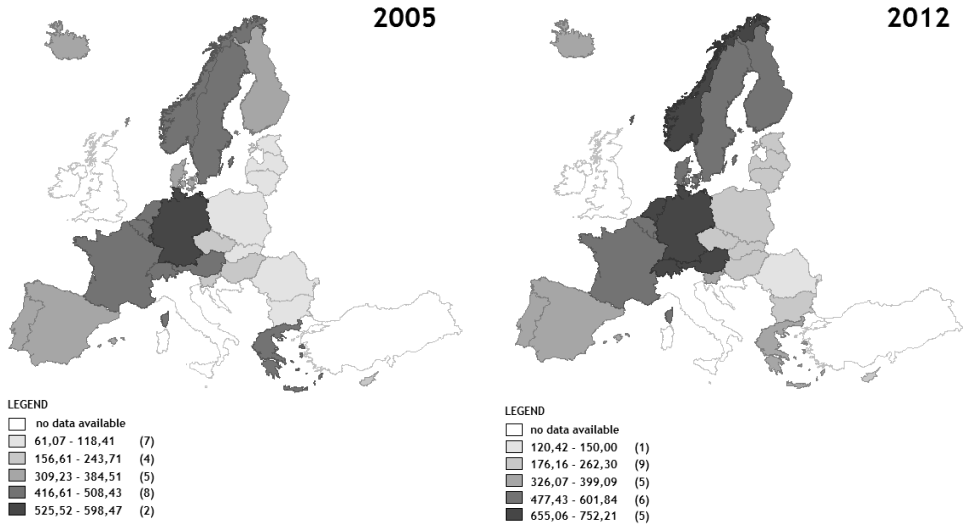 2005
2012
LEGEND
no data available
61,07 - 118,41 (7)
156,61 - 243,71 (4)
309,23 - 384,51 (5)
416,61 - 508,43 (8)
525,52 - 598,47 (2)
LEGEND
no data available
120,42 - 150,00 (1)
176,16 - 262,30 (9)
326,07 - 399,09 (5)
477,43 - 601,84 (6)
655,06 - 752,21 (5)